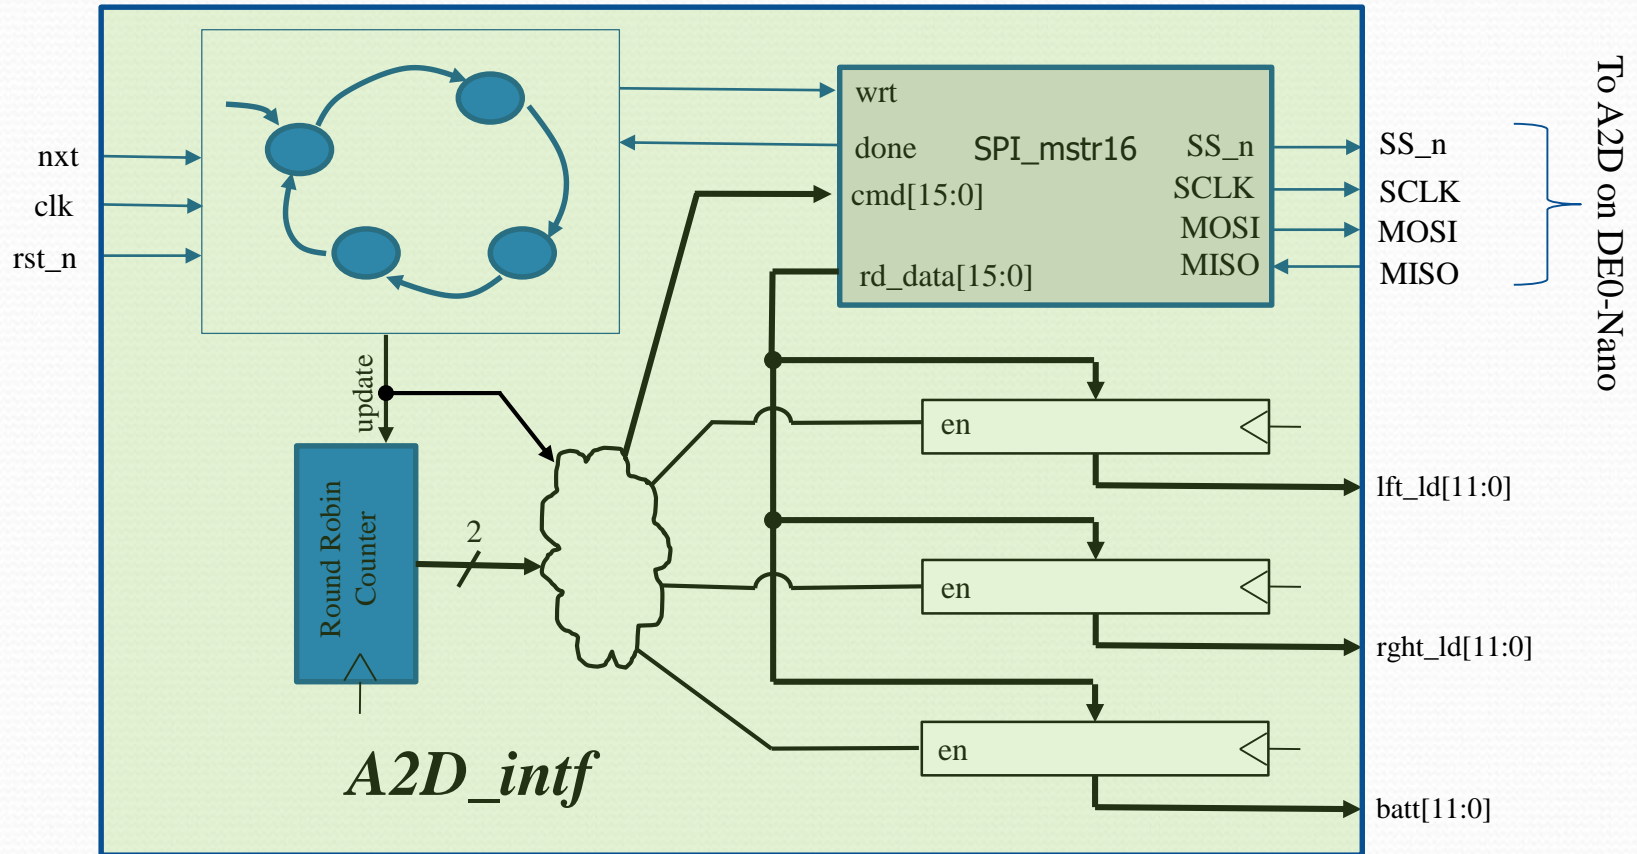 nxt
clk
rst_n
wrt
done
cmd[15:0]
rd_data[15:0]
SPI_mstr16
SS_n
SCLK
MOSI
MISO
SS_n
SCLK
MOSI
MISO
To A2D on DE0-Nano
update
Round Robin
Counter
2
en
lft_ld[11:0]
en
rght_ld[11:0]
en
batt[11:0]
A2D_intf